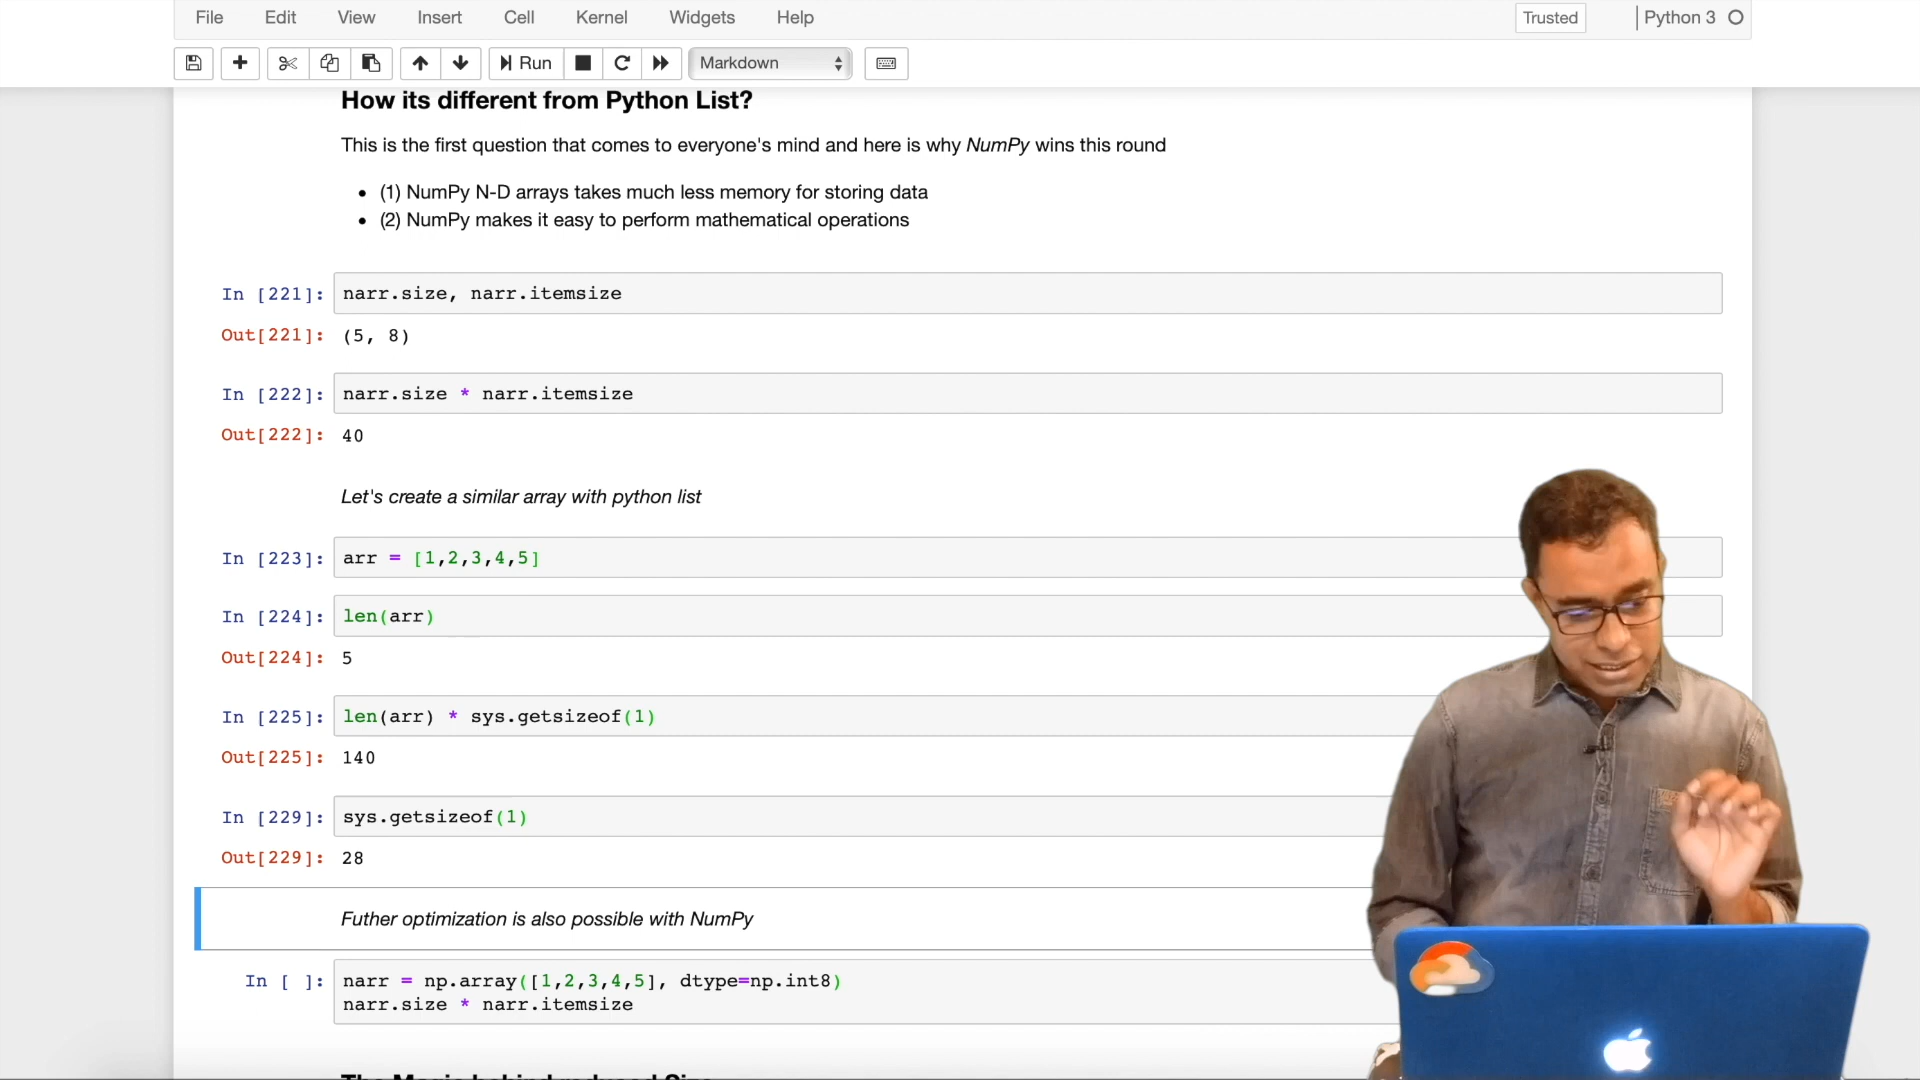 File Edit View Insert Cell Kernel Widgets Help Trusted Python 3
Run Markdown
How its different from Python List?
This is the first question that comes to everyone's mind and here is why NumPy wins this round
(1) NumPy N-D arrays takes much less memory for storing data
(2) NumPy makes it easy to perform mathematical operations
In [221]: narr.size, narr.itemsize
Out[221]: (5, 8)
In [222]: narr.size * narr.itemsize
Out[222]: 40
Let's create a similar array with python list
In [223]: arr = [1,2,3,4,5]
In [224]: len(arr)
Out[224]: 5
In [225]: len(arr) * sys.getsizeof(1)
Out[225]: 140
In [229]: sys.getsizeof(1)
Out[229]: 28
Futher optimization is also possible with NumPy
In [ ]: narr = np.array([1,2,3,4,5], dtype=np.int8)
narr.size * narr.itemsize
The Magic behind reduced Size